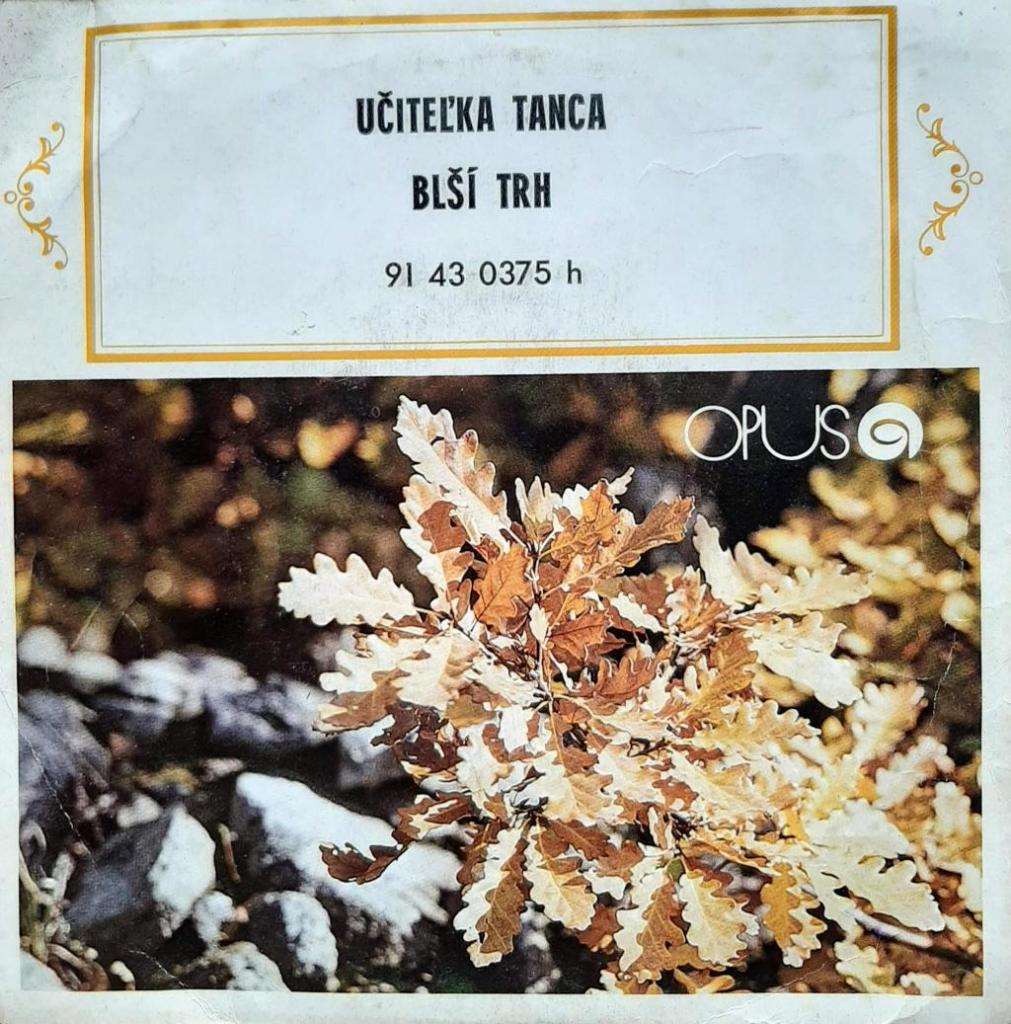 UČITEĽKA TANCA
BLŠÍ TRH
91 43 0375 h
OPUS